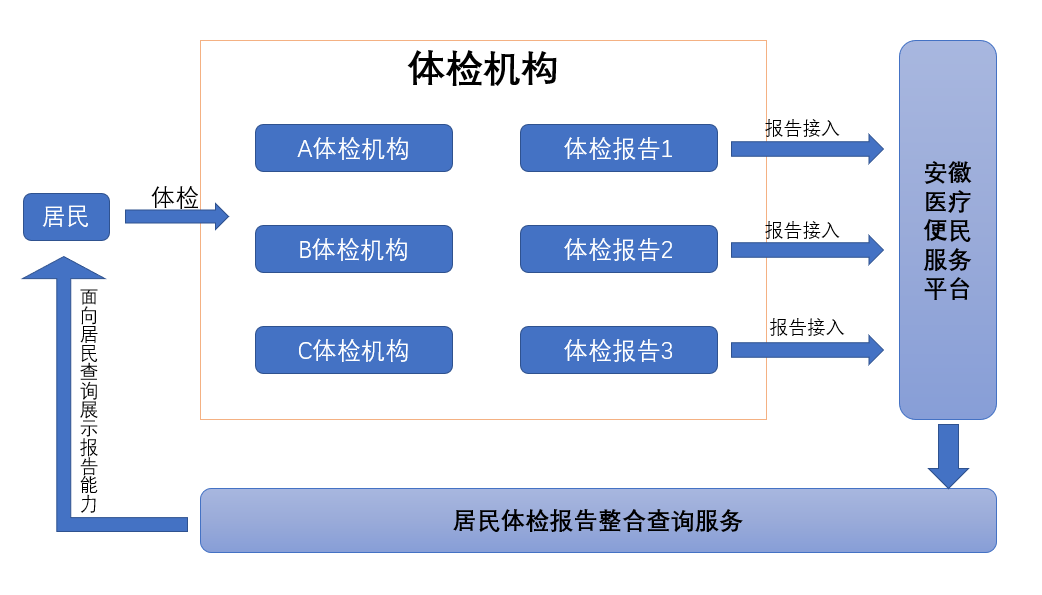 体检机构
A体检机构
体检报告1
报告接入
B体检机构
体检报告2
报告接入
C体检机构
体检报告3
报告接入
居民
体检
安徽
医疗
便民
服务
平台
面向居民查询展示报告能力
居民体检报告整合查询服务